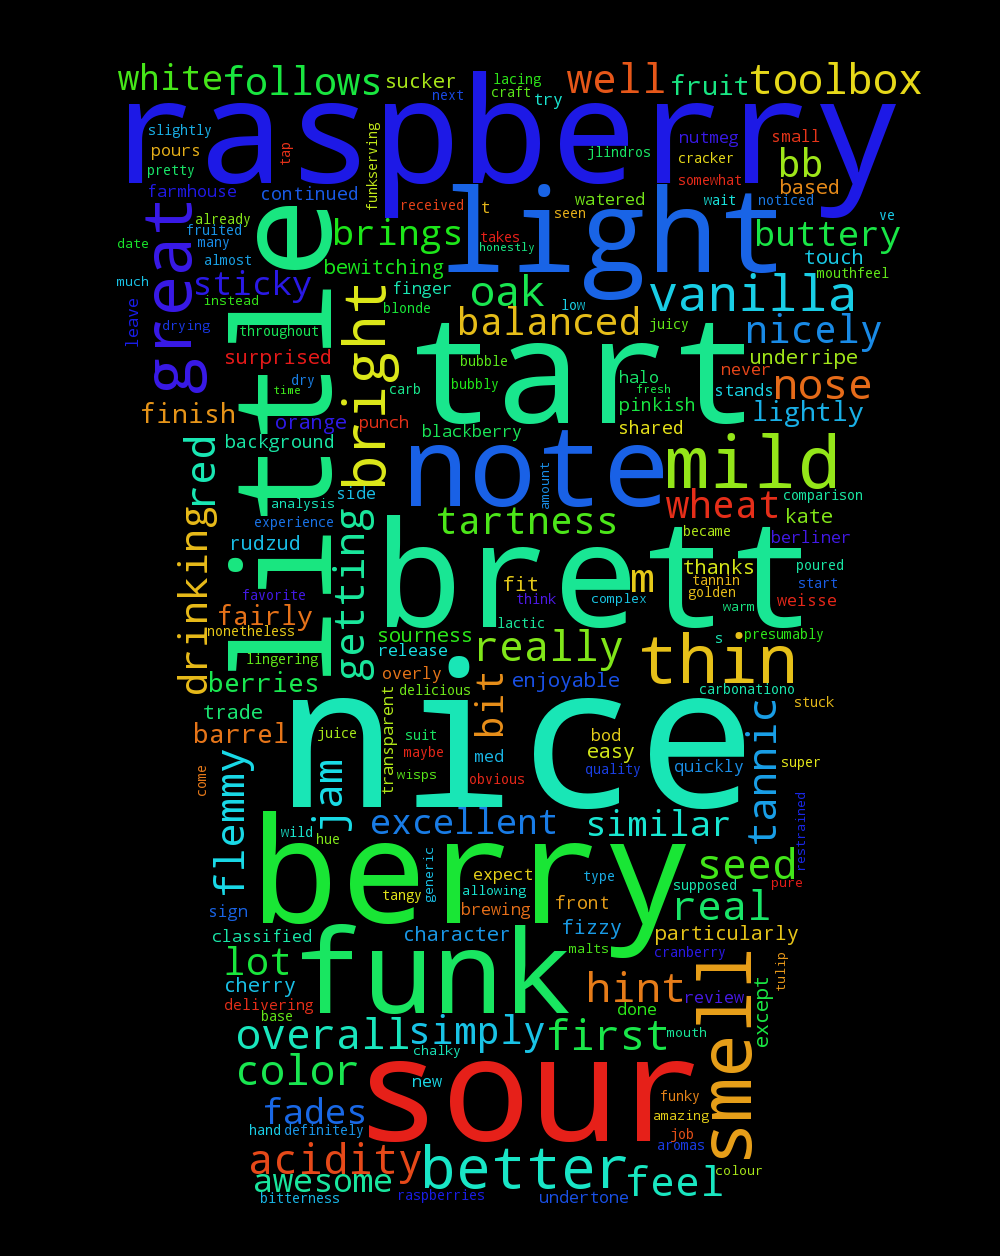 white follows sucker lacing craft next try well fruit toolbox
raspberry
slightly pours pretty tap funkserving jlindros nutmeg small cracker somewhat bb based
farmhouse continued received t seen watered wait noticed ve
great little light
already fruited many almost date much brings takes honestly buttery touch mouthfeel
sticky bewitching finger oak low vanilla
instead leave drying throughout blonde bright balanced juicy nicely
surprised bubble tart underripe
dry time carb bubbly halo fresh never stands nose
finish orange punch pinkish lightly
background blackberry shared
red note mild
side amount analysis wheat comparison
drinking getting experience tartness kate
rudzud brett became berliner
thanks poured
favorite fit think complex m tannin golden start
fairly lactic warm weisse
nonetheless sourness really s presumably
lingering release thin
berries overly enjoyable carbonationo
delicious bit stuck
trade nice tannic
barrel juice transparent suit maybe med bod easy super
come wisps obvious quality quickly
flemmy jam excellent similar restrained
wild hue berry seed
tangy generic expect type supposed pure
sign allowing brewing front real
classified character fizzy particularly
lot funk malts cranberry tulip
cherry hint review smell except
delivering base done
overall simply first mouth
chalky
color new sour
fades funky amazing
hand definitely job aromas
acidity better colour
awesome feel
bitterness raspberries undertone